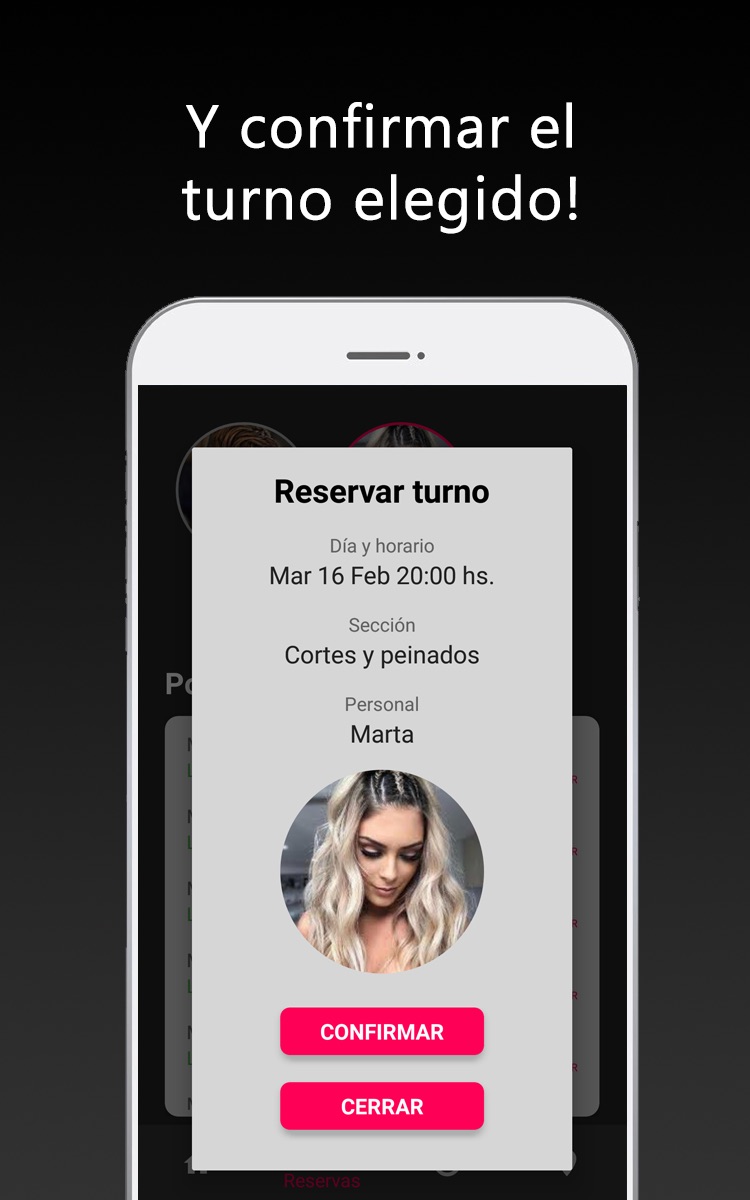 Y confirmar el
turno elegido!
Reservar turno
Día y horario
Mar 16 Feb 20:00 hs.
Sección
Cortes y peinados
Personal
Marta
CONFIRMAR
CERRAR
Reservas